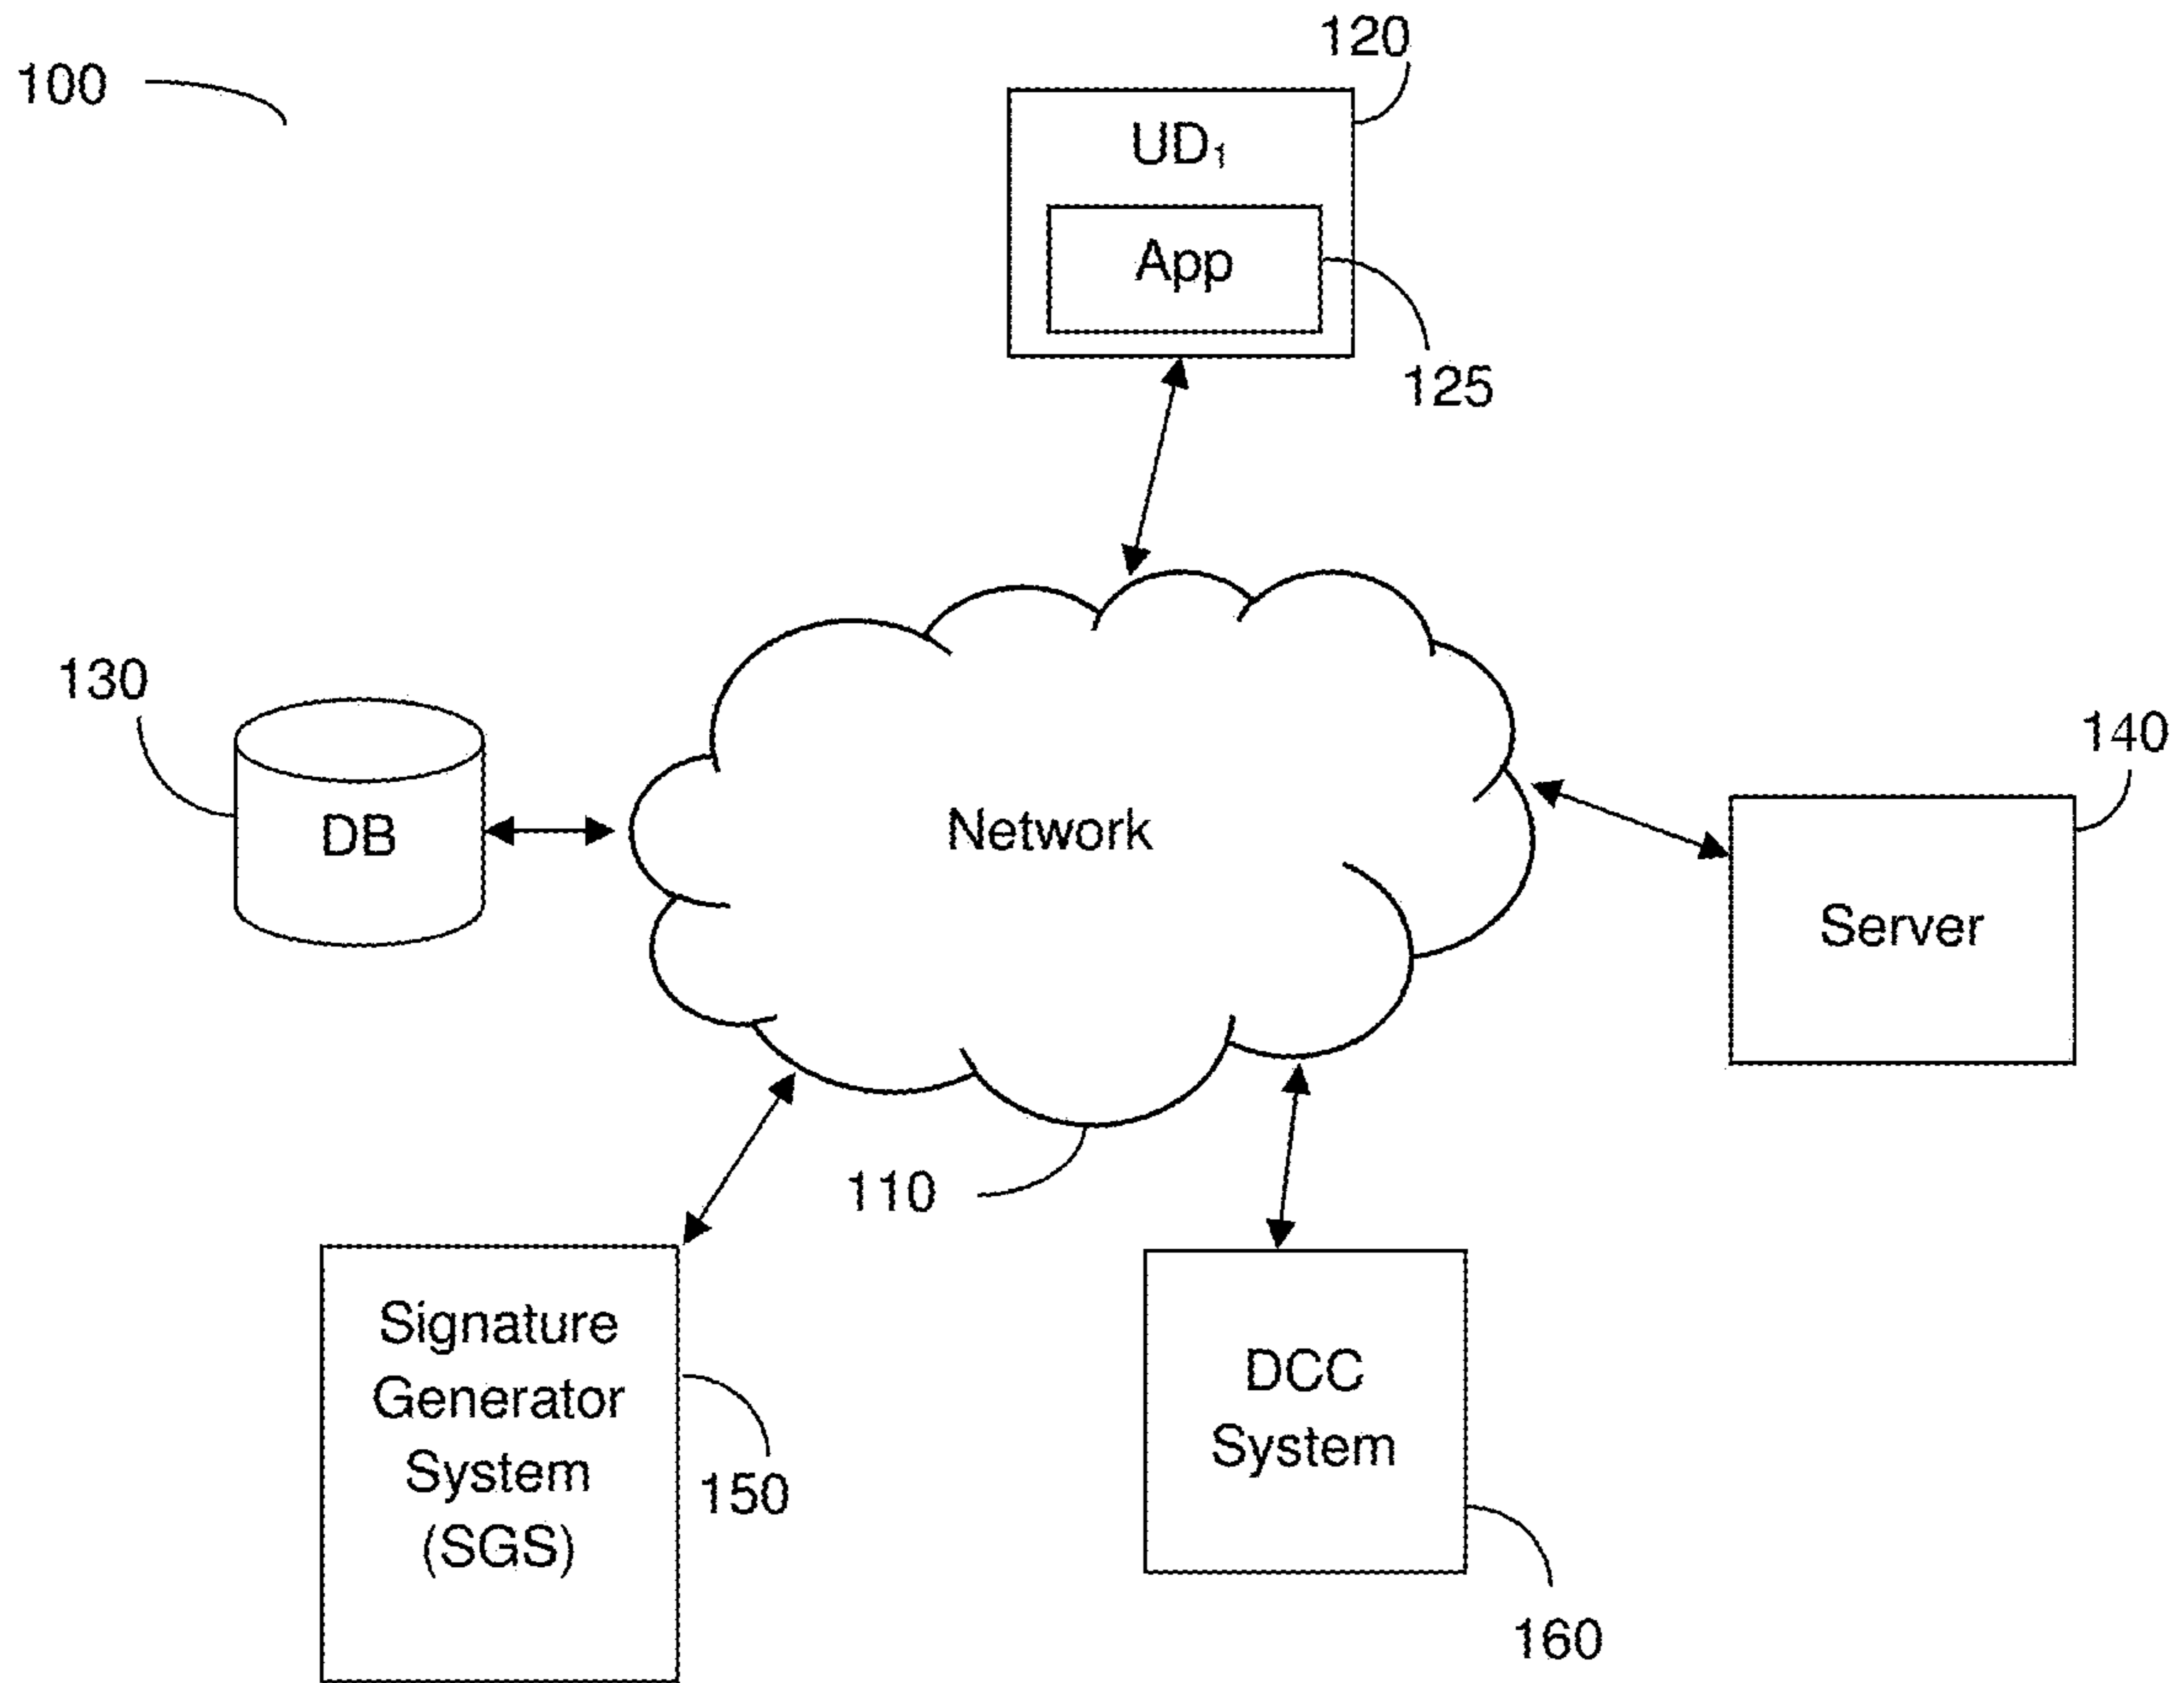 120
100
UD₁
App
125
130
140
DB
Network
Server
110
Signature
Generator
System
(SGS)
150
DCC
System
160